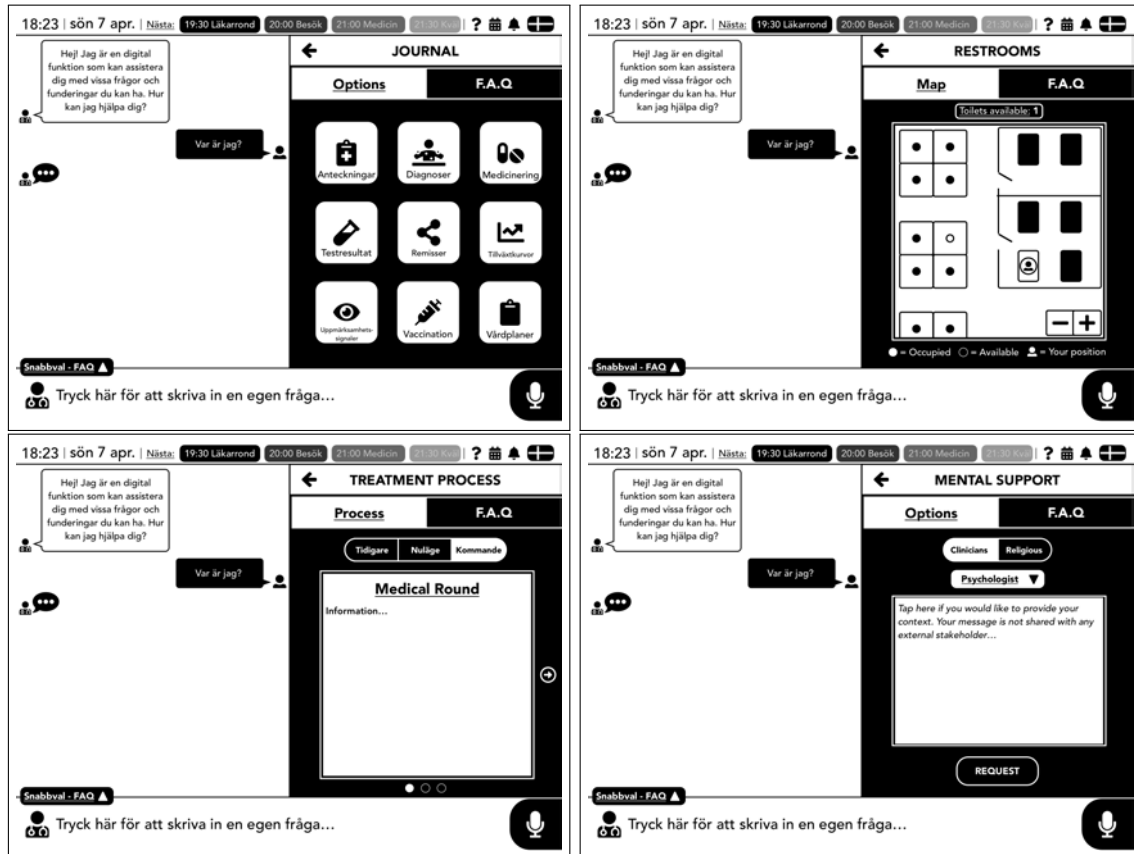 18:23 | sön 7 apr. | Nästa: 19:30 Läkarrond 20:00 Besök 21:00 Medicin 21:30 ?
Hej! Jag är en digital
funktion som kan assistera
dig med vissa frågor och
funderingar du kan ha. Hur
kan jag hjälpa dig?
Var är jag?
JOURNAL
Options F.A.Q
Anteckningar Diagnoser Medicinering
Testresultat Remisser Tillväxtkurvor
Uppmärksamhets-
signaler
Vaccination Vårdplaner
Snabbval - FAQ
Tryck här för att skriva in en egen fråga...
18:23 | sön 7 apr. | Nästa: 19:30 Läkarrond 20:00 Besök 21:00 Medicin 21:30 ?
Hej! Jag är en digital
funktion som kan assistera
dig med vissa frågor och
funderingar du kan ha. Hur
kan jag hjälpa dig?
Var är jag?
RESTROOMS
Map F.A.Q
Toilets available: 1
− +
= Occupied = Available = Your position
Snabbval - FAQ
Tryck här för att skriva in en egen fråga...
18:23 | sön 7 apr. | Nästa: 19:30 Läkarrond 20:00 Besök 21:00 Medicin 21:30 ?
Hej! Jag är en digital
funktion som kan assistera
dig med vissa frågor och
funderingar du kan ha. Hur
kan jag hjälpa dig?
Var är jag?
TREATMENT PROCESS
Process F.A.Q
Tidigare Nuläge Kommande
Medical Round
Information...
Snabbval - FAQ
Tryck här för att skriva in en egen fråga...
18:23 | sön 7 apr. | Nästa: 19:30 Läkarrond 20:00 Besök 21:00 Medicin 21:30 ?
Hej! Jag är en digital
funktion som kan assistera
dig med vissa frågor och
funderingar du kan ha. Hur
kan jag hjälpa dig?
Var är jag?
MENTAL SUPPORT
Options F.A.Q
Clinicians Religious
Psychologist
Tap here if you would like to provide your
context. Your message is not shared with any
external stakeholder...
REQUEST
Snabbval - FAQ
Tryck här för att skriva in en egen fråga...